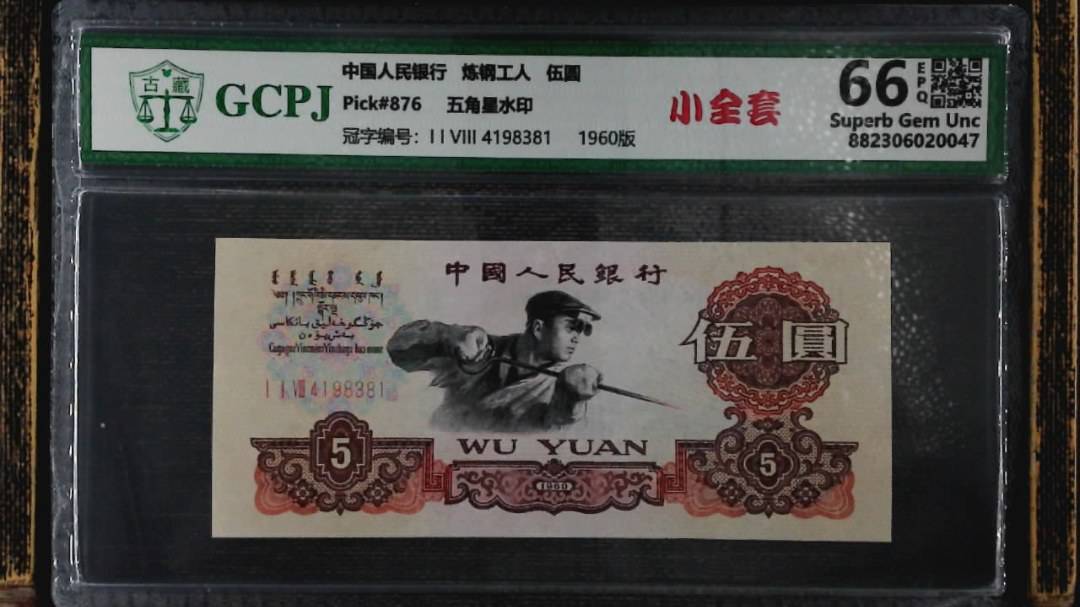 古藏
GCPJ
中国人民银行 炼钢工人 伍圆
Pick#876 五角星水印
冠字编号: I I VIII 4198381 1960版
小全套
66 EPQ
Superb Gem Unc
882306020047
中國人民銀行
伍圓
I I VIII 4198381
WU YUAN
5
1960
5